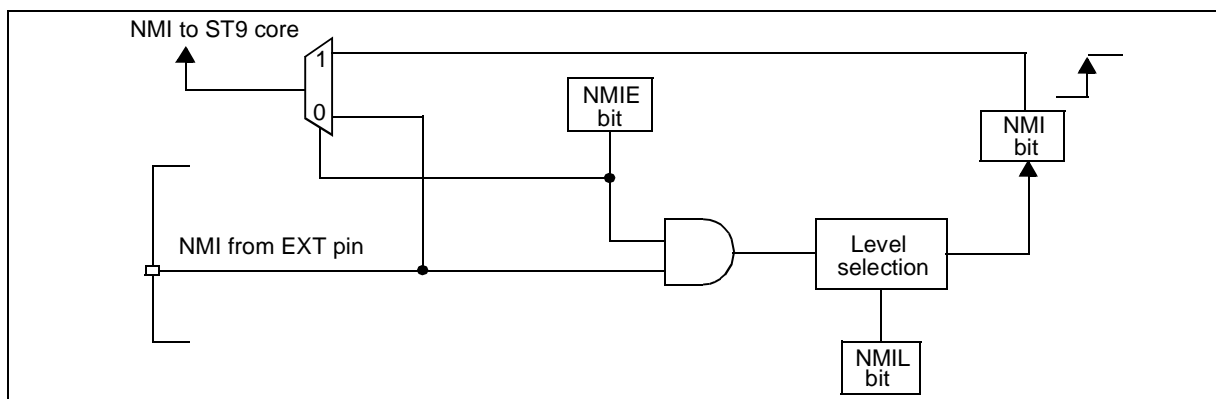 NMI to ST9 core
1
0
NMIE
bit
NMI
bit
NMI from EXT pin
Level
selection
NMIL
bit